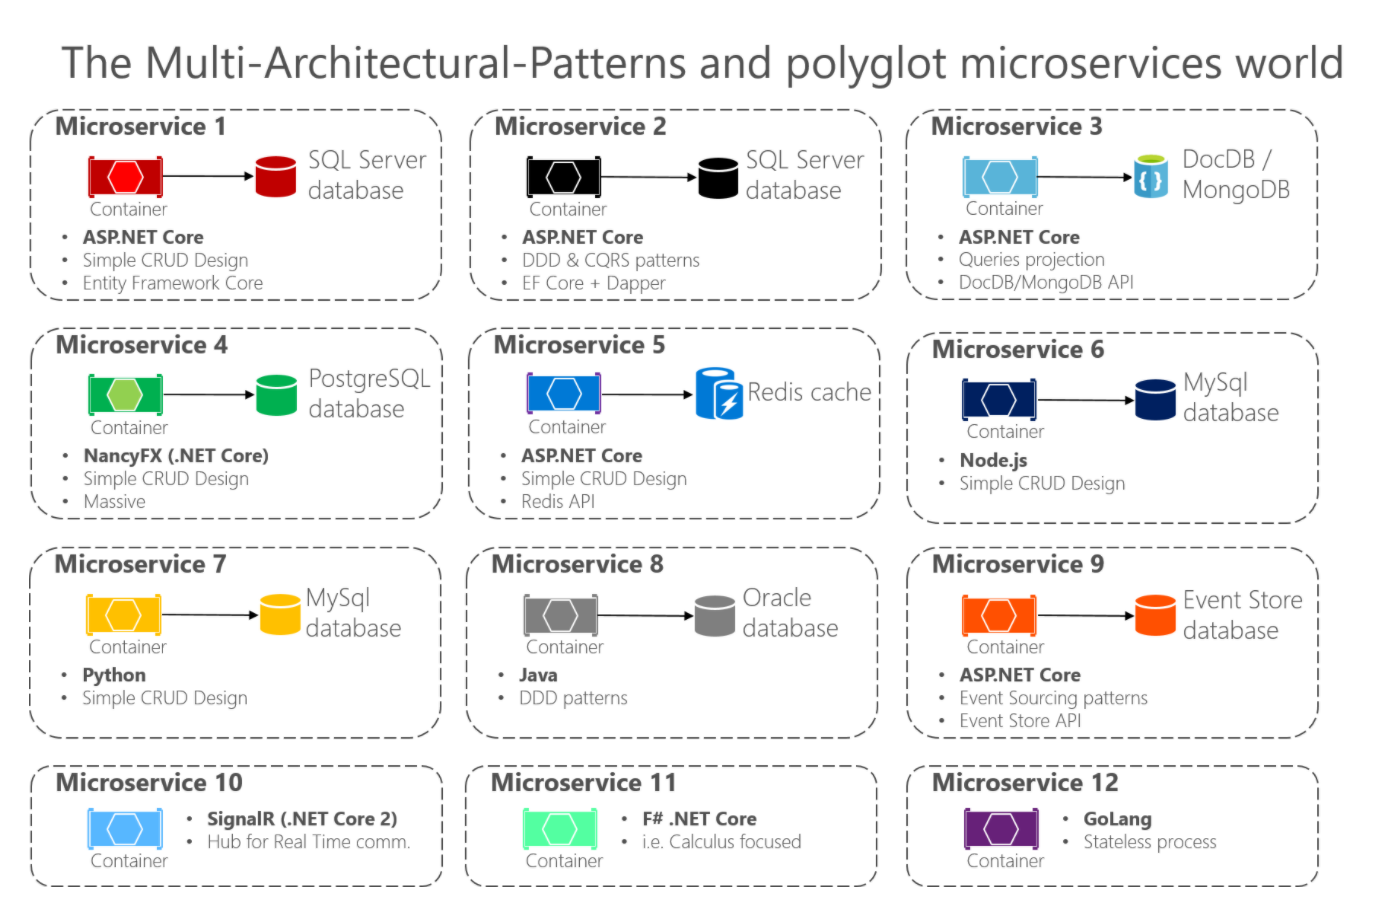 The Multi-Architectural-Patterns and polyglot microservices world
Microservice 1
SQL Server
database
Container
• ASP.NET Core
• Simple CRUD Design
• Entity Framework Core
Microservice 2
SQL Server
database
Container
• ASP.NET Core
• DDD & CQRS patterns
• EF Core + Dapper
Microservice 3
DocDB /
MongoDB
{ }
Container
• ASP.NET Core
• Queries projection
• DocDB/MongoDB API
Microservice 4
PostgreSQL
database
Container
• NancyFX (.NET Core)
• Simple CRUD Design
• Massive
Microservice 5
Redis cache
Container
• ASP.NET Core
• Simple CRUD Design
• Redis API
Microservice 6
MySql
database
Container
• Node.js
• Simple CRUD Design
Microservice 7
MySql
database
Container
• Python
• Simple CRUD Design
Microservice 8
Oracle
database
Container
• Java
• DDD patterns
Microservice 9
Event Store
database
Container
• ASP.NET Core
• Event Sourcing patterns
• Event Store API
Microservice 10
• SignalR (.NET Core 2)
• Hub for Real Time comm.
Container
Microservice 11
• F# .NET Core
• i.e. Calculus focused
Container
Microservice 12
• GoLang
• Stateless process
Container